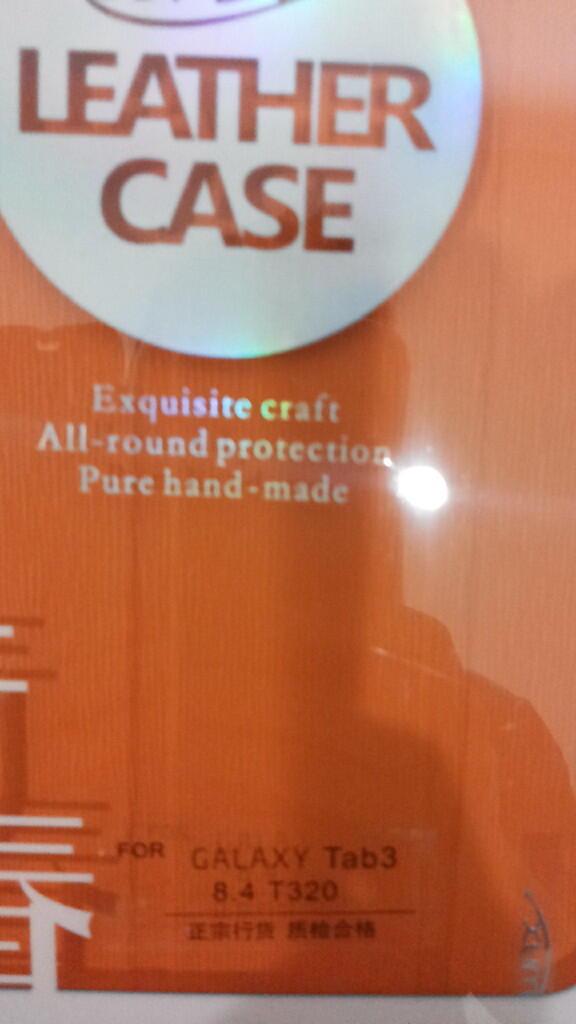 LEATHER
CASE
Exquisite craft
All-round protection
Pure hand-made
FOR GALAXY Tab3
8.4 T320
正宗行货 质检合格